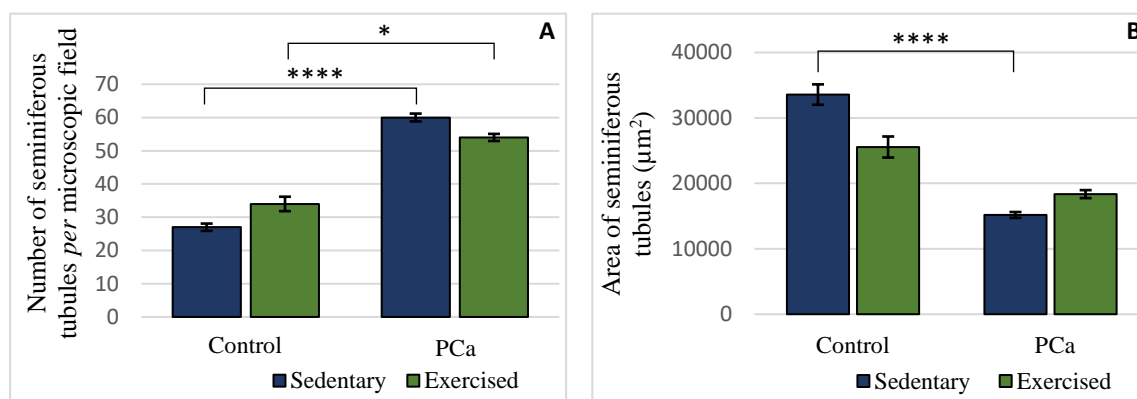 A
Number of seminiferous
tubules per microscopic field
*
****
70
60
50
40
30
20
10
0
Control PCa
Sedentary Exercised
B
Area of seminiferous
tubules (µm²)
****
40000
30000
20000
10000
0
Control PCa
Sedentary Exercised